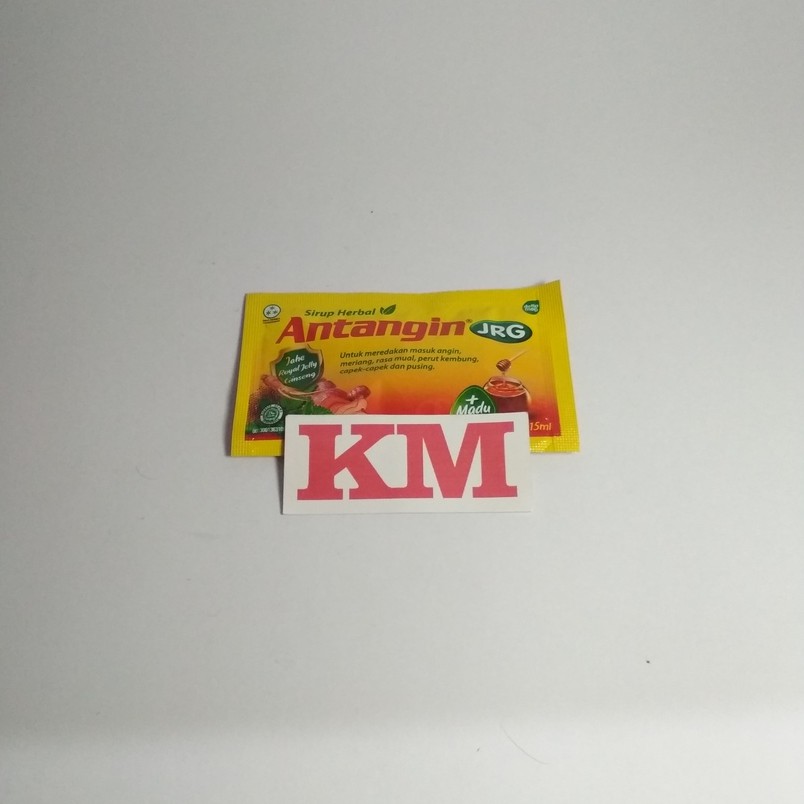 Sirup Herbal
Antangin® JRG
Jahe
Royal Jelly
Ginseng
Untuk meredakan masuk angin,
meriang, rasa mual, perut kembung,
capek-capek dan pusing.
+
Madu
15ml
KM